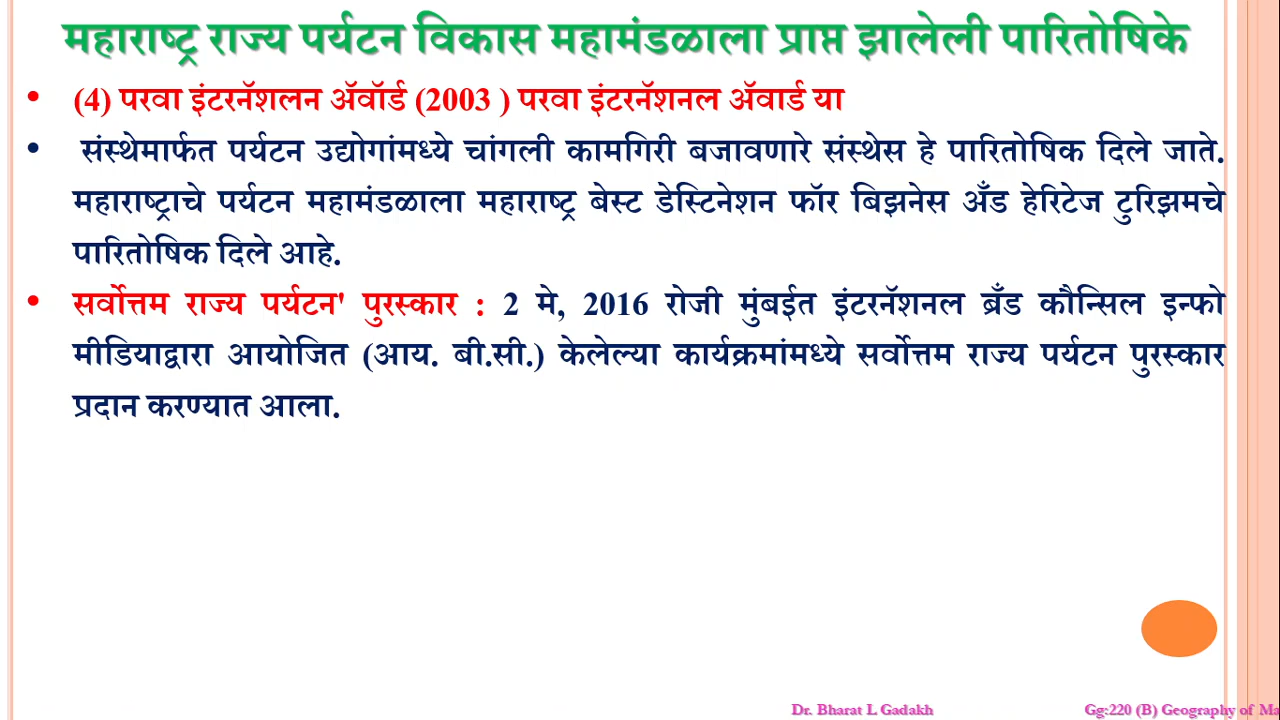 महाराष्ट्र राज्य पर्यटन विकास महामंडळाला प्राप्त झालेली पारितोषिके
• (4) परवा इंटरनॅशलन ॲवॉर्ड (2003 ) परवा इंटरनॅशनल ॲवार्ड या
• संस्थेमार्फत पर्यटन उद्योगांमध्ये चांगली कामगिरी बजावणारे संस्थेस हे पारितोषिक दिले जाते.
महाराष्ट्राचे पर्यटन महामंडळाला महाराष्ट्र बेस्ट डेस्टिनेशन फॉर बिझनेस अँड हेरिटेज टुरिझमचे
पारितोषिक दिले आहे.
• सर्वोत्तम राज्य पर्यटन' पुरस्कार : 2 मे, 2016 रोजी मुंबईत इंटरनॅशनल ब्रँड कौन्सिल इन्फो
मीडियाद्वारा आयोजित (आय. बी.सी.) केलेल्या कार्यक्रमांमध्ये सर्वोत्तम राज्य पर्यटन पुरस्कार
प्रदान करण्यात आला.
Dr. Bharat L Gadakh Gg:220 (B) Geography of Ma